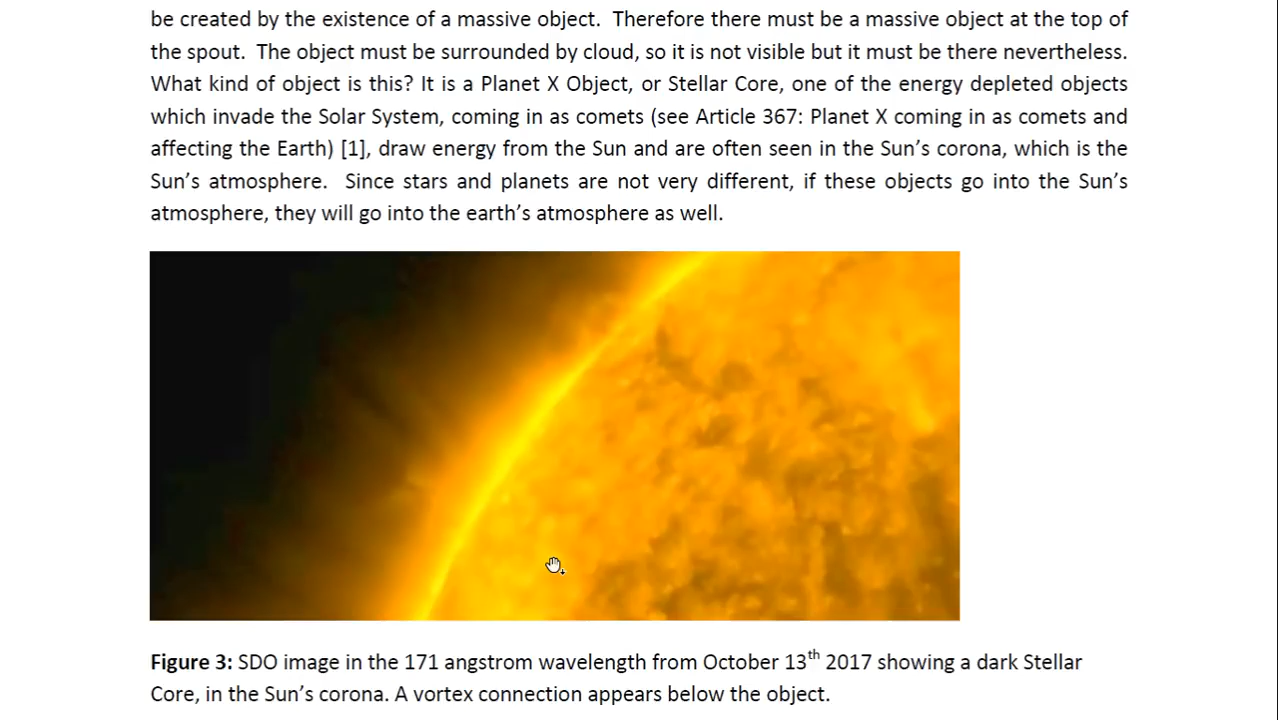 be created by the existence of a massive object.  Therefore there must be a massive object at the top of
the spout.  The object must be surrounded by cloud, so it is not visible but it must be there nevertheless.
What kind of object is this? It is a Planet X Object, or Stellar Core, one of the energy depleted objects
which invade the Solar System, coming in as comets (see Article 367: Planet X coming in as comets and
affecting the Earth) [1], draw energy from the Sun and are often seen in the Sun’s corona, which is the
Sun’s atmosphere.  Since stars and planets are not very different, if these objects go into the Sun’s
atmosphere, they will go into the earth’s atmosphere as well.
Figure 3: SDO image in the 171 angstrom wavelength from October 13th 2017 showing a dark Stellar
Core, in the Sun’s corona. A vortex connection appears below the object.